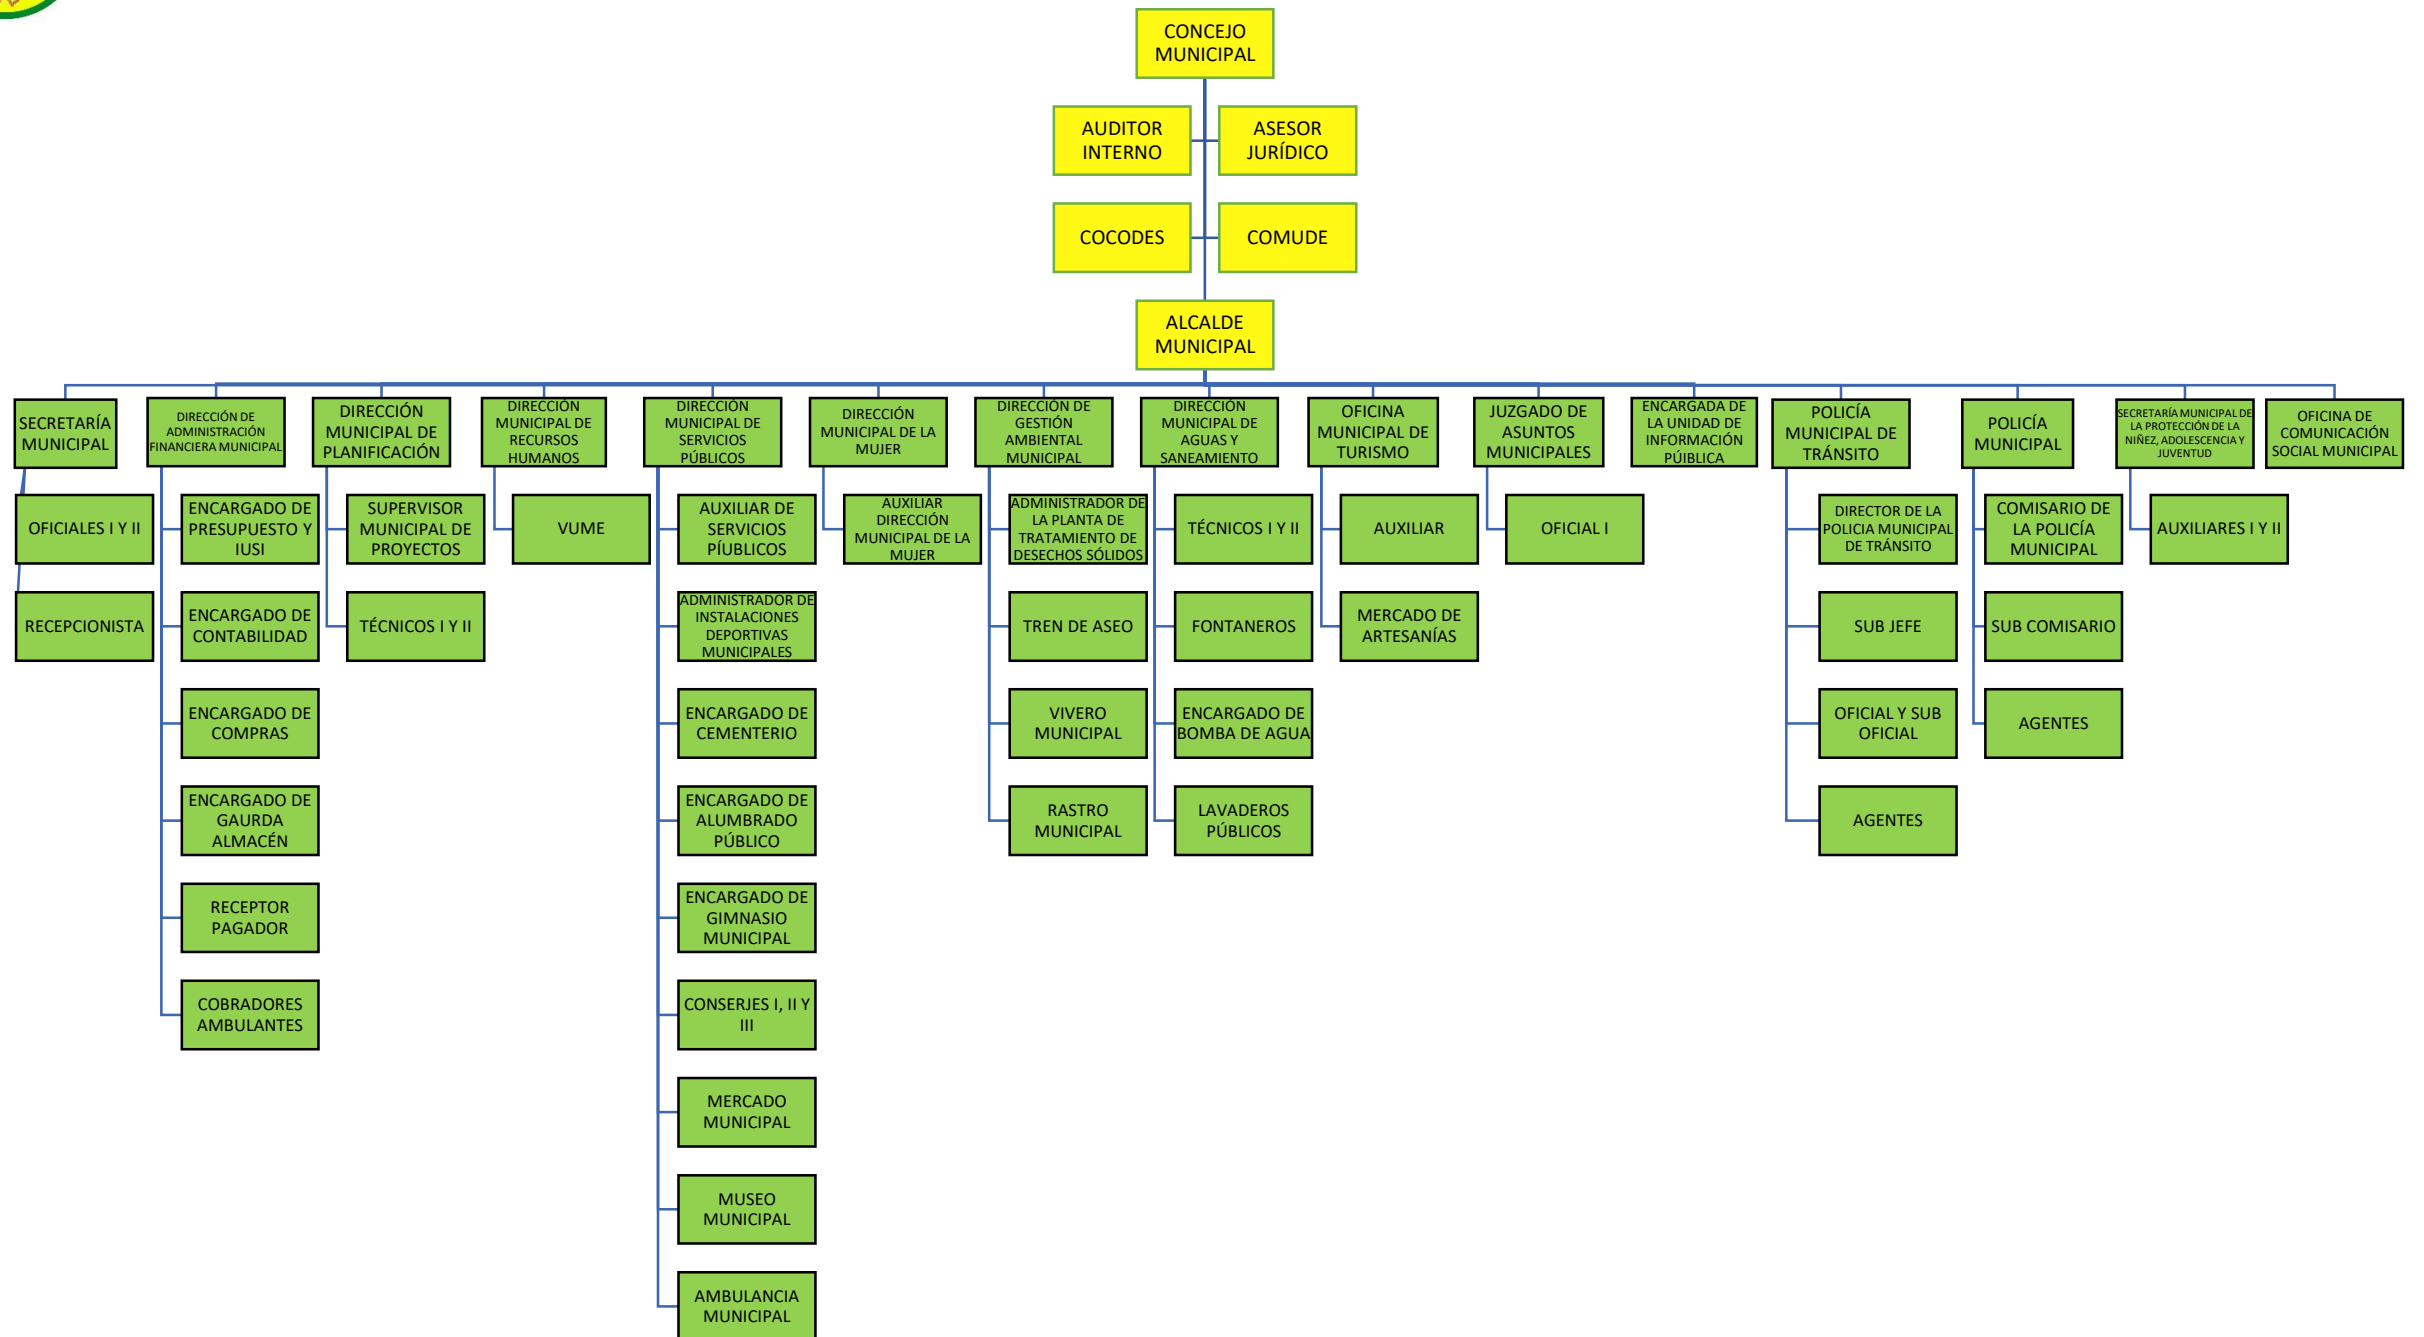 CONCEJO
MUNICIPAL
AUDITOR
INTERNO
ASESOR
JURÍDICO
COCODES
COMUDE
ALCALDE
MUNICIPAL
SECRETARÍA
MUNICIPAL
DIRECCIÓN DE
ADMINISTRACIÓN
FINANCIERA MUNICIPAL
DIRECCIÓN
MUNICIPAL DE
PLANIFICACIÓN
DIRECCIÓN
MUNICIPAL DE
RECURSOS
HUMANOS
DIRECCIÓN
MUNICIPAL DE
SERVICIOS
PÚBLICOS
DIRECCIÓN
MUNICIPAL DE LA
MUJER
DIRECCIÓN DE
GESTIÓN
AMBIENTAL
MUNICIPAL
DIRECCIÓN
MUNICIPAL DE
AGUAS Y
SANEAMIENTO
OFICINA
MUNICIPAL DE
TURISMO
JUZGADO DE
ASUNTOS
MUNICIPALES
ENCARGADA DE
LA UNIDAD DE
INFORMACIÓN
PÚIBLICA
POLICÍA
MUNICIPAL DE
TRÁNSITO
POLICÍA
MUNICIPAL
SECRETARÍA MUNICIPAL DE
LA PROTECCIÓN DE LA
NIÑEZ, ADOLESCENCIA Y
JUVENTUD
OFICINA DE
COMUNICACIÓN
SOCIAL MUNICIPAL
OFICIALES I Y II
ENCARGADO DE
PRESUPUESTO Y
IUSI
SUPERVISOR
MUNICIPAL DE
PROYECTOS
VUME
AUXILIAR DE
SERVICIOS
PÍUBLICOS
AUXILIAR
DIRECCIÓN
MUNICIPAL DE LA
MUJER
ADMINISTRADOR DE
LA PLANTA DE
TRATAMIENTO DE
DESECHOS SÓLIDOS
TÉCNICOS I Y II
AUXILIAR
OFICIAL I
DIRECTOR DE LA
POLICIA MUNICIPAL
DE TRÁNSITO
COMISARIO DE
LA POLICÍA
MUNICIPAL
AUXILIARES I Y II
RECEPCIONISTA
ENCARGADO DE
CONTABILIDAD
TÉCNICOS I Y II
ADMINISTRADOR DE
INSTALACIONES
DEPORTIVAS
MUNICIPALES
TREN DE ASEO
FONTANEROS
MERCADO DE
ARTESANÍAS
SUB JEFE
SUB COMISARIO
ENCARGADO DE
COMPRAS
ENCARGADO DE
CEMENTERIO
VIVERO
MUNICIPAL
ENCARGADO DE
BOMBA DE AGUA
OFICIAL Y SUB
OFICIAL
AGENTES
ENCARGADO DE
GAURDA
ALMACÉN
ENCARGADO DE
ALUMBRADO
PÚBLICO
RASTRO
MUNICIPAL
LAVADEROS
PÚBLICOS
AGENTES
RECEPTOR
PAGADOR
ENCARGADO DE
GIMNASIO
MUNICIPAL
COBRADORES
AMBULANTES
CONSERJES I, II Y
III
MERCADO
MUNICIPAL
MUSEO
MUNICIPAL
AMBULANCIA
MUNICIPAL